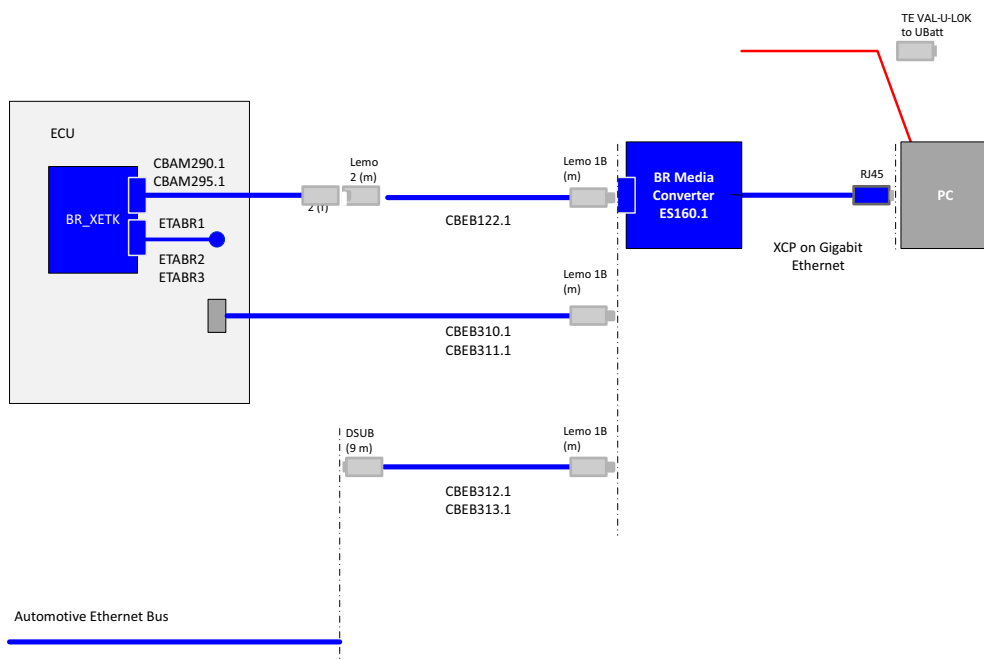 TE VAL-U-LOK
to UBatt
ECU
CBAM290.1
CBAM295.1
Lemo
2 (m)
2 (f)
Lemo 1B
(m)
BR Media
Converter
ES160.1
RJ45
PC
BR_XETK
ETABR1
CBEB122.1
XCP on Gigabit
Ethernet
ETABR2
ETABR3
Lemo 1B
(m)
CBEB310.1
CBEB311.1
DSUB
(9 m)
Lemo 1B
(m)
CBEB312.1
CBEB313.1
Automotive Ethernet Bus